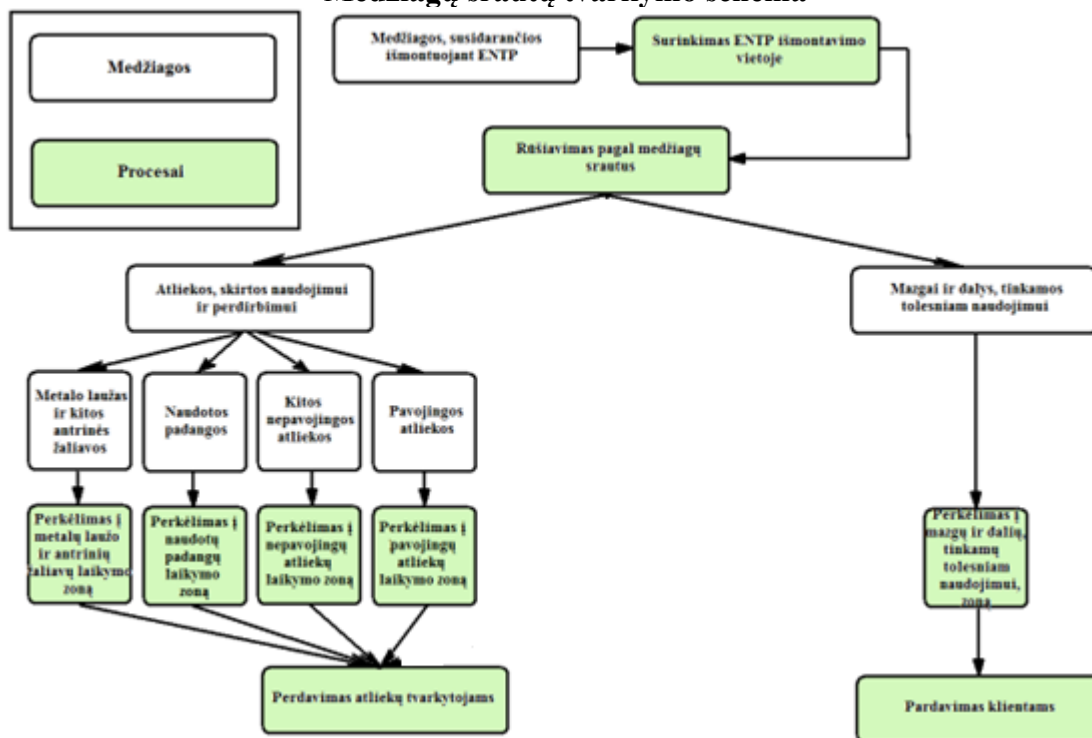 Medžiagų srautų tvarkymo schema
Medžiagos
Procesai
Medžiagos, susidarančios
išmontuojant ENTP
Surinkimas ENTP išmontavimo
vietoje
Rūšiavimas pagal medžiagų
srautus
Atliekos, skirtos naudojimui
ir perdirbimui
Mazgai ir dalys, tinkamos
tolesniam naudojimui
Metalo laužas
ir kitos
antrinės
žaliavos
Naudotos
padangos
Kitos
nepavojingos
atliekos
Pavojingos
atliekos
Perkėlimas į
metalų laužo
ir antrinių
žaliavų laikymo
zoną
Perkėlimas į
naudotų
padangų
laikymo
zoną
Perkėlimas į
nepavojingų
atliekų
laikymo zoną
Perkėlimas į
pavojingų
atliekų
laikymo zoną
Perkėlimas į
mazgų ir dalių,
tinkamų
tolesniam
naudojimui,
zoną
Perdavimas atliekų tvarkytojams
Pardavimas klientams